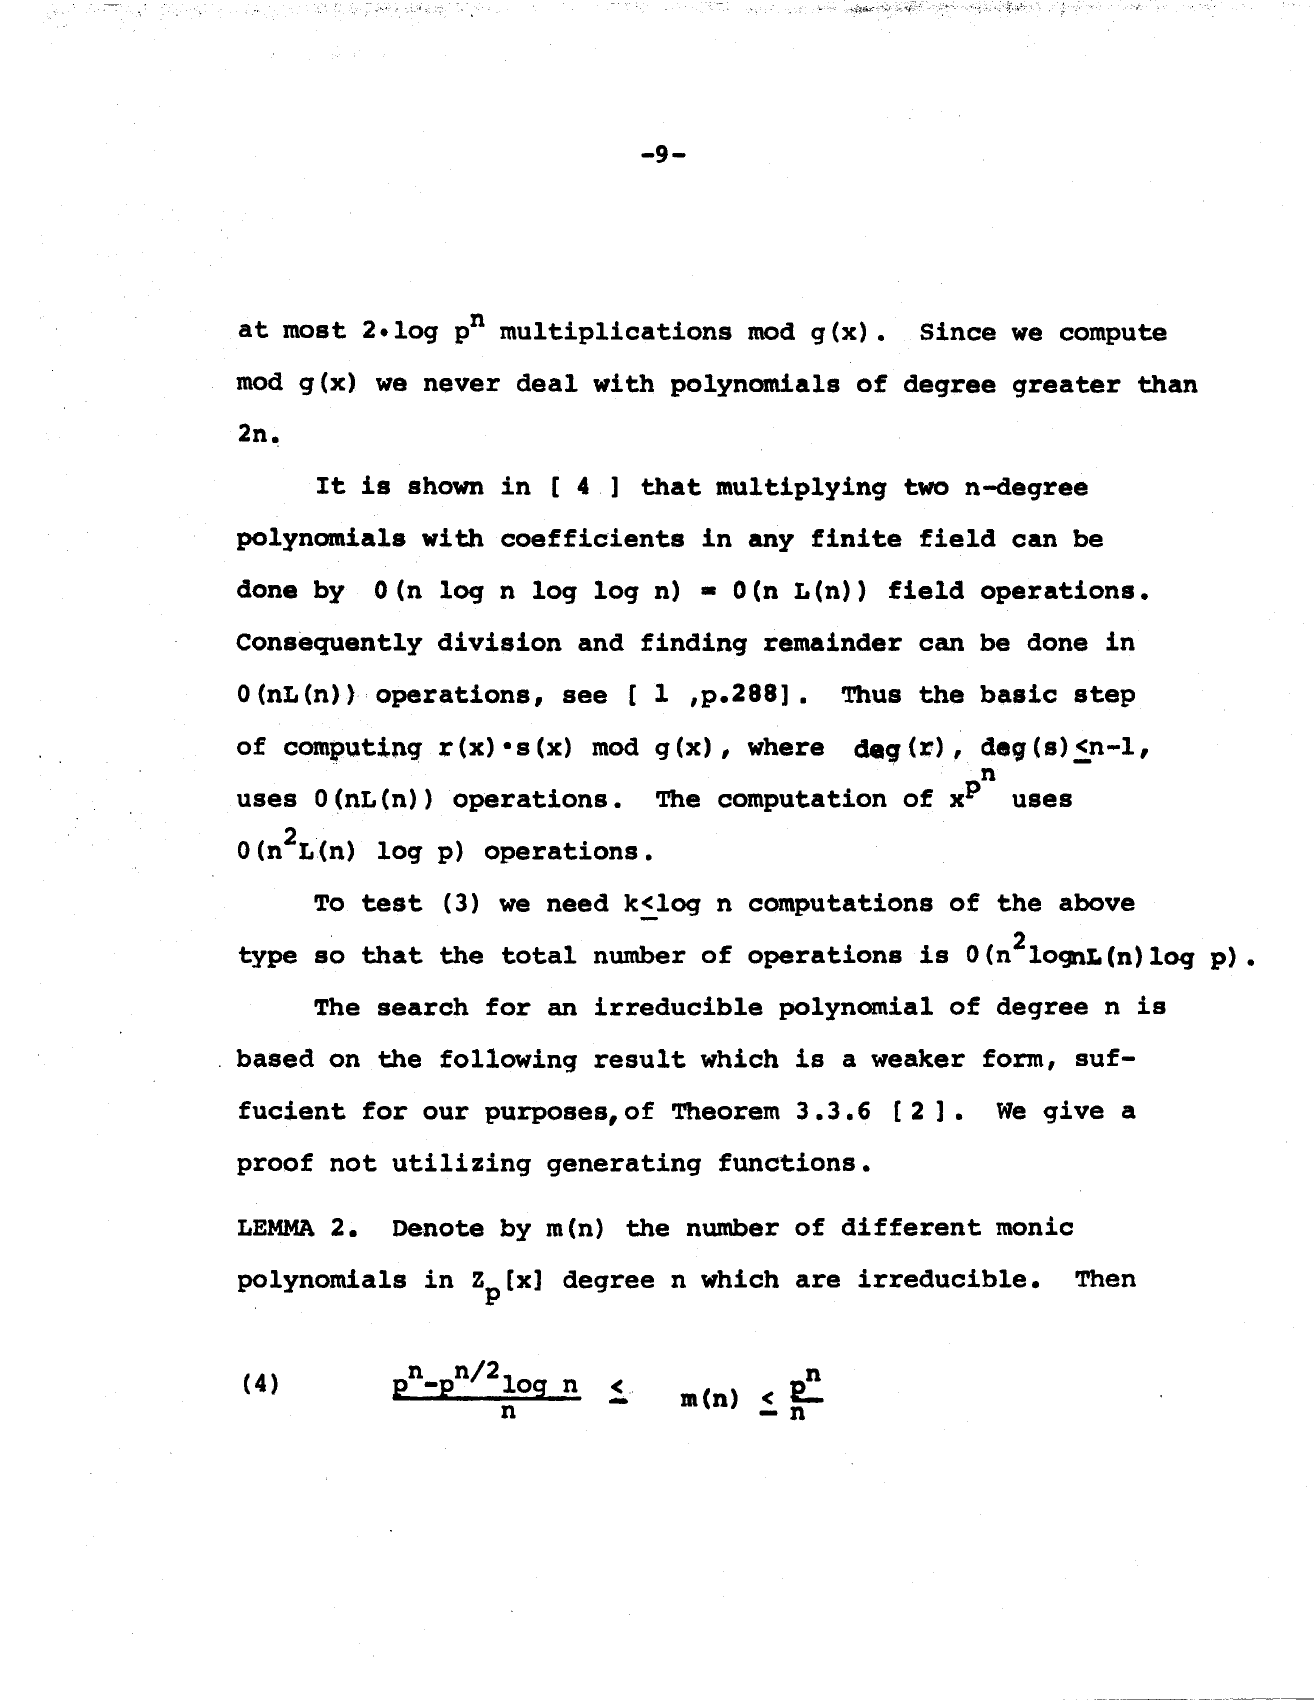 -9-
at most 2·log p^n multiplications mod g(x). Since we compute
mod g(x) we never deal with polynomials of degree greater than
2n.
It is shown in [ 4 ] that multiplying two n-degree
polynomials with coefficients in any finite field can be
done by 0(n log n log log n) = 0(n L(n)) field operations.
Consequently division and finding remainder can be done in
0(nL(n)) operations, see [ 1 ,p.288]. Thus the basic step
of computing r(x)·s(x) mod g(x), where deg(r), deg(s)≤n-1,
uses 0(nL(n)) operations. The computation of x^p^n uses
0(n^2L(n) log p) operations.
To test (3) we need k≤log n computations of the above
type so that the total number of operations is 0(n^2lognL(n)log p).
The search for an irreducible polynomial of degree n is
based on the following result which is a weaker form, suf-
fucient for our purposes,of Theorem 3.3.6 [2]. We give a
proof not utilizing generating functions.
LEMMA 2. Denote by m(n) the number of different monic
polynomials in Z_p[x] degree n which are irreducible. Then
(4) (p^n-p^n/2 log n)/n ≤ m(n) ≤ p^n/n